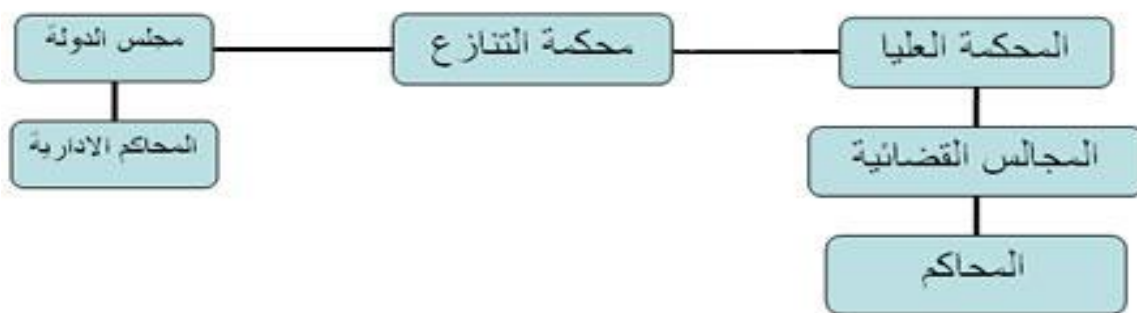 المحكمة العليا
محكمة التنازع
مجلس الدولة
المجالس القضائية
المحاكم الادارية
المحاكم